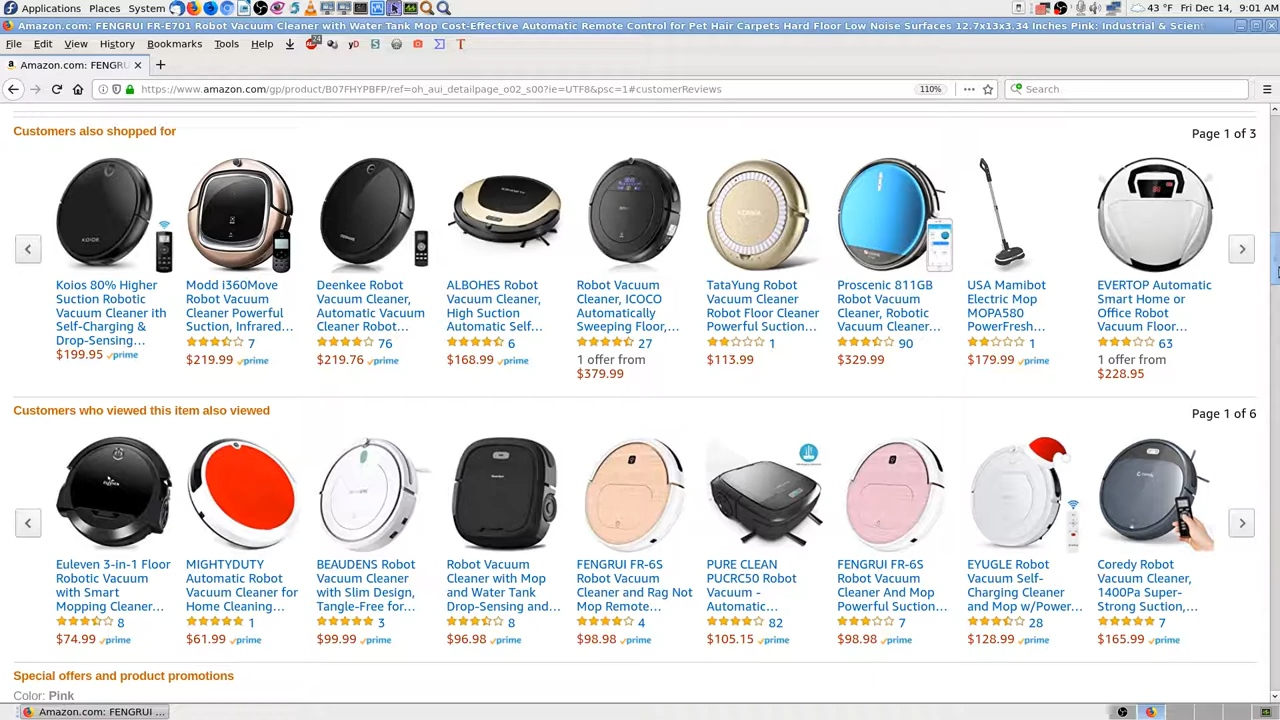 Applications Places System 43 °F Fri Dec 14, 9:01 AM
Amazon.com: FENGRUI FR-E701 Robot Vacuum Cleaner with Water Tank Mop Cost-Effective Automatic Remote Control for Pet Hair Carpets Hard Floor Low Noise Surfaces 12.7x13x3.34 Inches Pink: Industrial & Scien
File Edit View History Bookmarks Tools Help
Amazon.com: FENGRU
https://www.amazon.com/gp/product/B07FHYPBFP/ref=oh_aui_detailpage_o02_s00?ie=UTF8&psc=1#customerReviews 110% Search
Customers also shopped for Page 1 of 3
Koios 80% Higher
Suction Robotic
Vacuum Cleaner ith
Self-Charging &
Drop-Sensing...
$199.95 prime
Modd i360Move
Robot Vacuum
Cleaner Powerful
Suction, Infrared...
7
$219.99 prime
Deenkee Robot
Vacuum Cleaner,
Automatic Vacuum
Cleaner Robot...
76
$219.76 prime
ALBOHES Robot
Vacuum Cleaner,
High Suction
Automatic Self...
6
$168.99 prime
Robot Vacuum
Cleaner, ICOCO
Automatically
Sweeping Floor,...
27
1 offer from
$379.99
TataYung Robot
Vacuum Cleaner
Robot Floor Cleaner
Powerful Suction...
1
$113.99
Proscenic 811GB
Robot Vacuum
Cleaner, Robotic
Vacuum Cleaner...
90
$329.99
USA Mamibot
Electric Mop
MOPA580
PowerFresh...
1
$179.99 prime
EVERTOP Automatic
Smart Home or
Office Robot
Vacuum Floor...
63
1 offer from
$228.95
Customers who viewed this item also viewed Page 1 of 6
Euleven 3-in-1 Floor
Robotic Vacuum
with Smart
Mopping Cleaner...
8
$74.99 prime
MIGHTYDUTY
Automatic Robot
Vacuum Cleaner for
Home Cleaning...
1
$61.99 prime
BEAUDENS Robot
Vacuum Cleaner
with Slim Design,
Tangle-Free for...
3
$99.99 prime
Robot Vacuum
Cleaner with Mop
and Water Tank
Drop-Sensing and...
8
$96.98 prime
FENGRUI FR-6S
Robot Vacuum
Cleaner and Rag Not
Mop Remote...
4
$98.98 prime
PURE CLEAN
PUCRC50 Robot
Vacuum -
Automatic...
82
$105.15 prime
FENGRUI FR-6S
Robot Vacuum
Cleaner And Mop
Powerful Suction...
7
$98.98 prime
EYUGLE Robot
Vacuum Self-
Charging Cleaner
and Mop w/Power...
28
$128.99 prime
Coredy Robot
Vacuum Cleaner,
1400Pa Super-
Strong Suction,...
7
$165.99 prime
Special offers and product promotions
Color: Pink
Amazon.com: FENGRUI ...